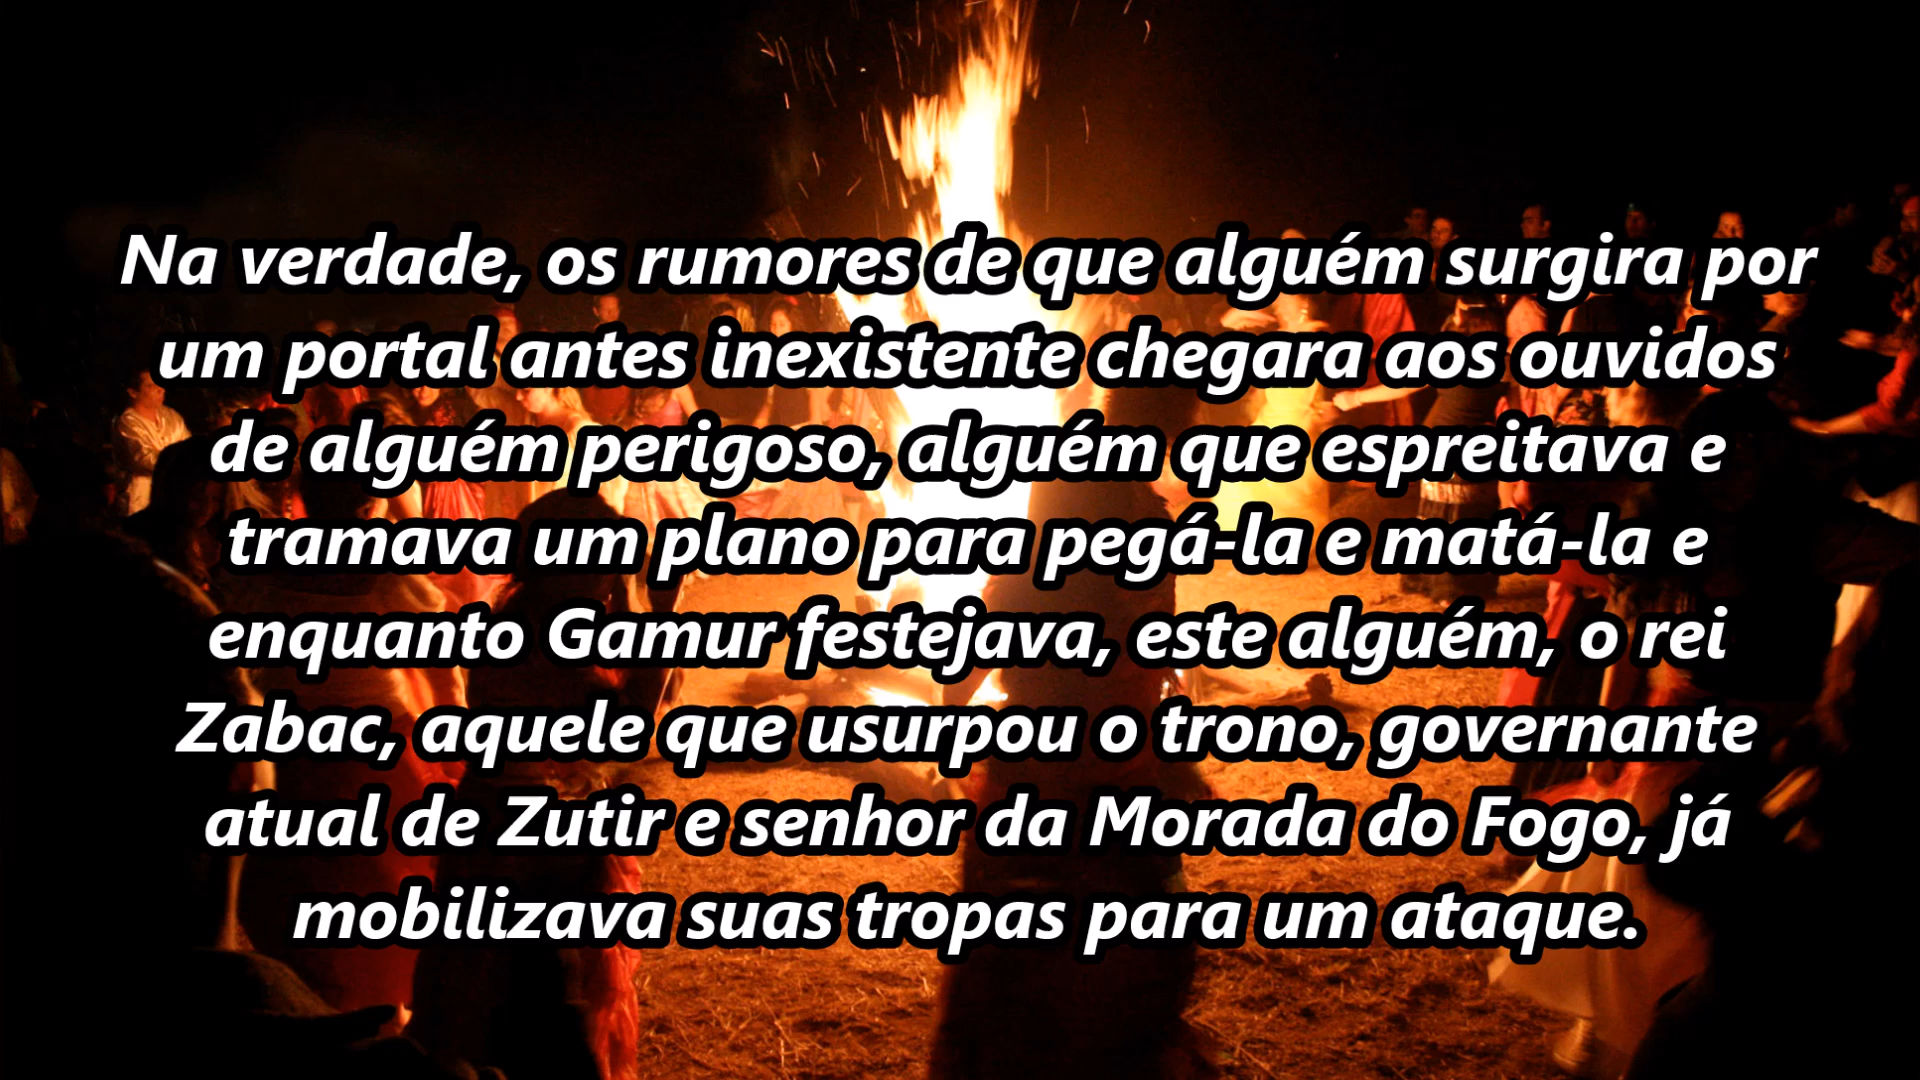 Na verdade, os rumores de que alguém surgira por
um portal antes inexistente chegara aos ouvidos
de alguém perigoso, alguém que espreitava e
tramava um plano para pegá-la e matá-la e
enquanto Gamur festejava, este alguém, o rei
Zabac, aquele que usurpou o trono, governante
atual de Zutir e senhor da Morada do Fogo, já
mobilizava suas tropas para um ataque.